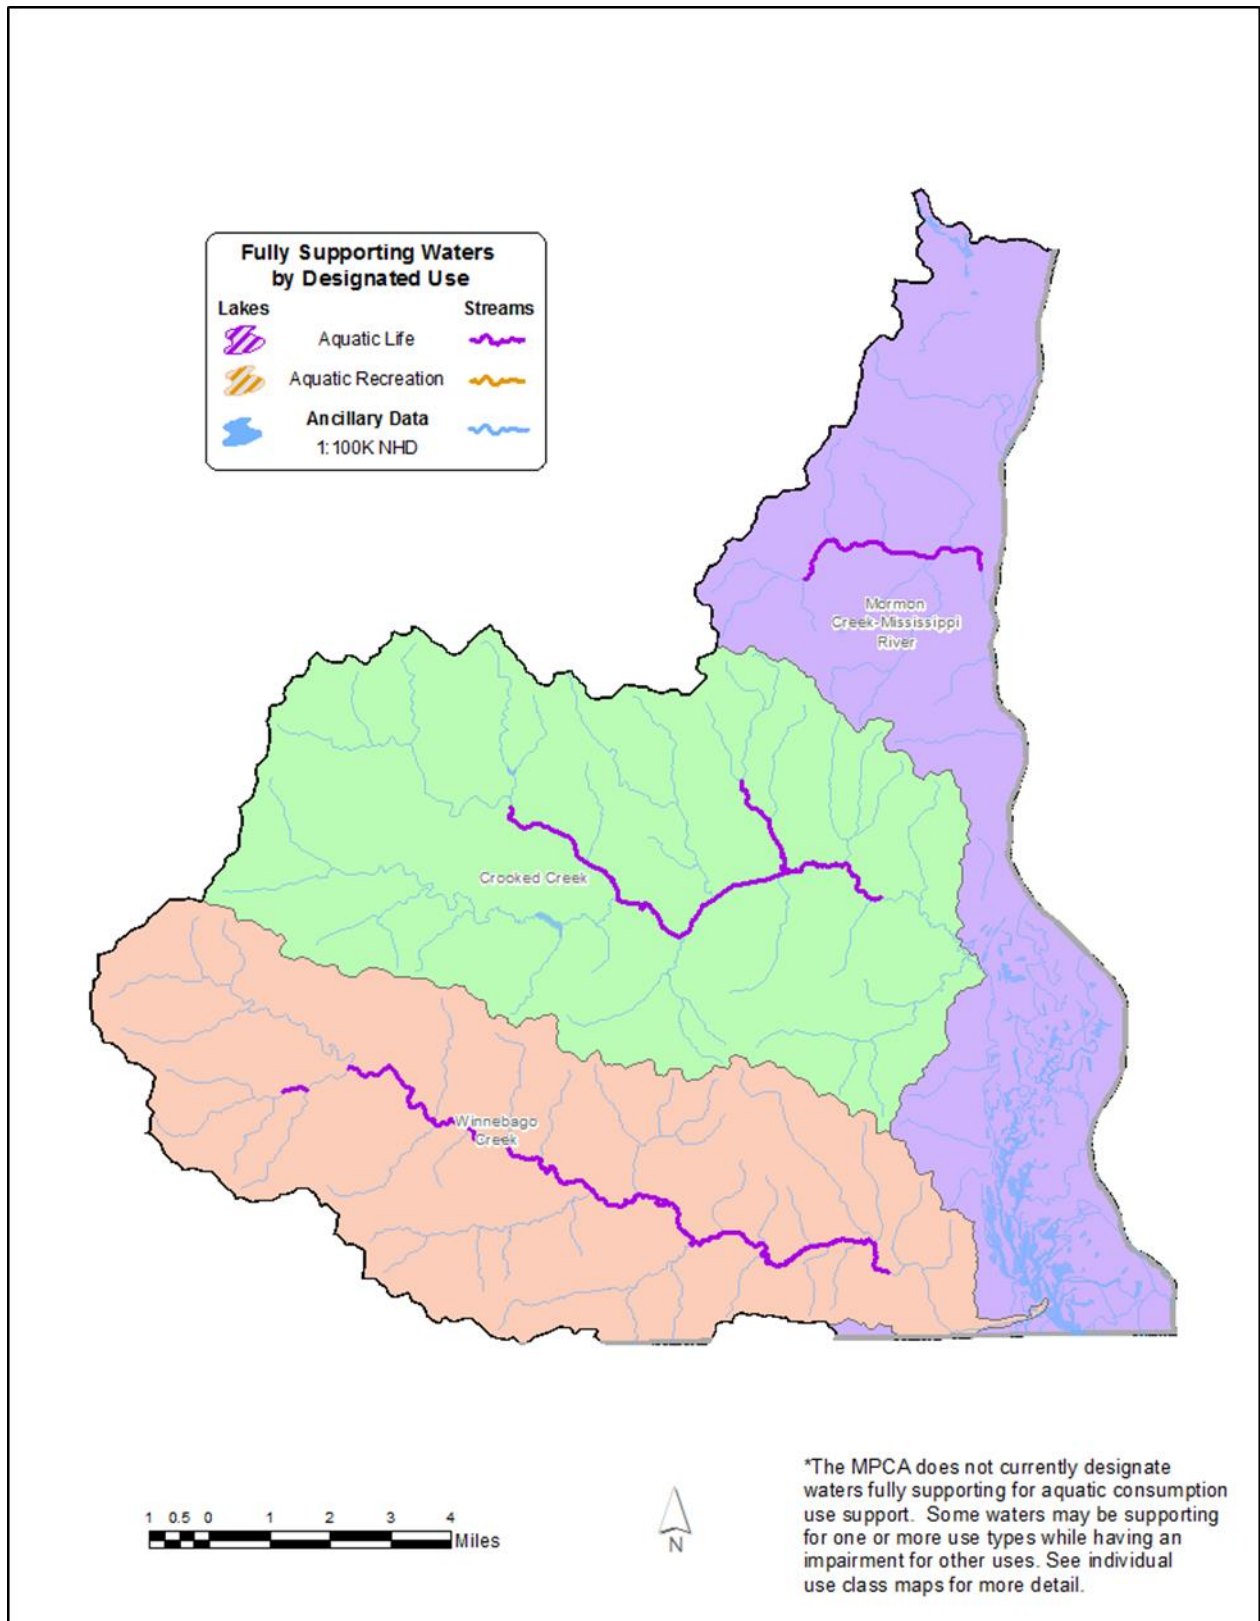 Fully Supporting Waters
by Designated Use
Lakes Streams
Aquatic Life
Aquatic Recreation
Ancillary Data
1:100K NHD
Mormon
Creek-Mississippi
River
Crooked Creek
Winnebago
Creek
1 0.5 0 1 2 3 4
Miles
N
*The MPCA does not currently designate
waters fully supporting for aquatic consumption
use support. Some waters may be supporting
for one or more use types while having an
impairment for other uses. See individual
use class maps for more detail.